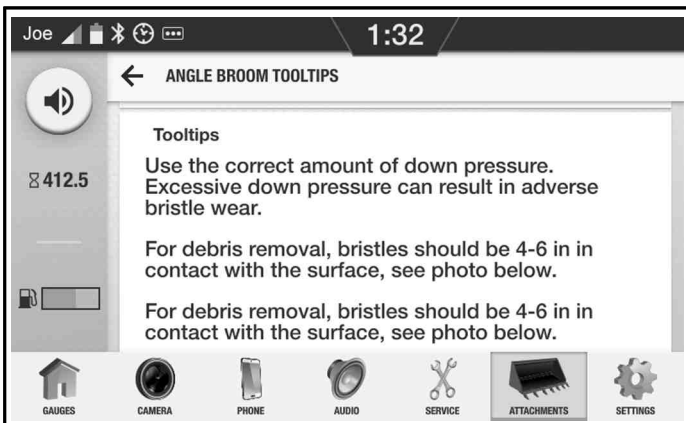 Joe
1:32
ANGLE BROOM TOOLTIPS
Tooltips
Use the correct amount of down pressure.
Excessive down pressure can result in adverse
bristle wear.
412.5
For debris removal, bristles should be 4-6 in in
contact with the surface, see photo below.
For debris removal, bristles should be 4-6 in in
contact with the surface, see photo below.
GAUGES
CAMERA
PHONE
AUDIO
SERVICE
ATTACHMENTS
SETTINGS